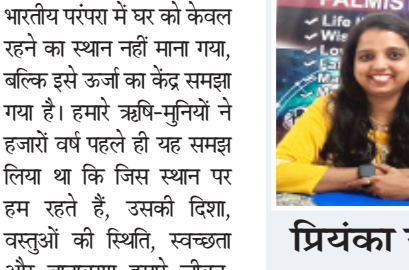 भारतीय परंपरा में घर को केवल
रहने का स्थान नहीं माना गया,
बल्कि इसे ऊर्जा का केंद्र समझा
गया है। हमारे ऋषि-मुनियों ने
हजारों वर्ष पहले ही यह समझ
लिया था कि जिस स्थान पर
हम रहते हैं, उसकी दिशा,
वस्तुओं की स्थिति, स्वच्छता
PALMIS
Life
Wis
प्रियंका